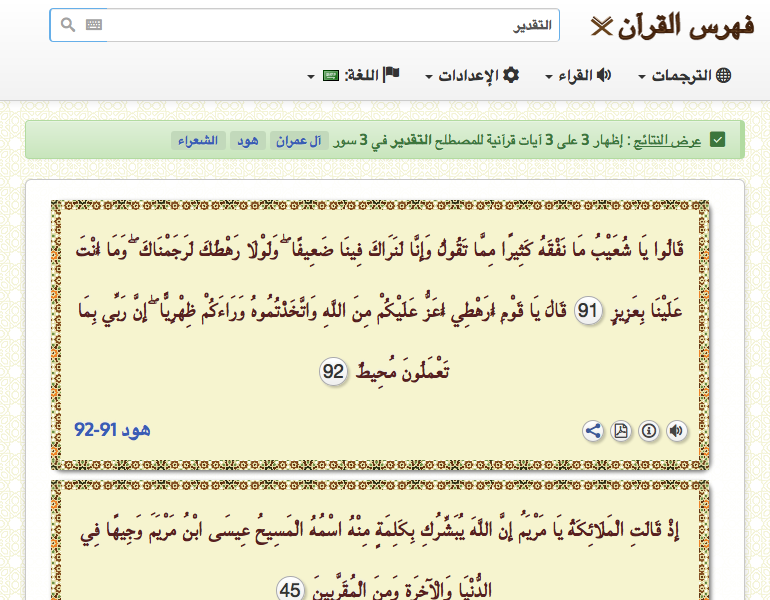 فهرس القرآن
التقدير
الترجمات القراء الإعدادات اللغة:
عرض النتائج : إظهار 3 على 3 آيات قرآنية للمصطلح التقدير في 3 سور آل عمران هود الشعراء
قَالُوا يَا شُعَيْبُ مَا نَفْقَهُ كَثِيرًا مِمَّا تَقُولُ وَإِنَّا لَنَرَاكَ فِينَا ضَعِيفًا ۖ وَلَوْلَا رَهْطُكَ لَرَجَمْنَاكَ ۖ وَمَا أَنْتَ
عَلَيْنَا بِعَزِيزٍ 91 قَالَ يَا قَوْمِ أَرَهْطِي أَعَزُّ عَلَيْكُمْ مِنَ اللَّهِ وَاتَّخَذْتُمُوهُ وَرَاءَكُمْ ظِهْرِيًّا ۖ إِنَّ رَبِّي بِمَا
تَعْمَلُونَ مُحِيطٌ 92
هود 91-92
إِذْ قَالَتِ الْمَلَائِكَةُ يَا مَرْيَمُ إِنَّ اللَّهَ يُبَشِّرُكِ بِكَلِمَةٍ مِنْهُ اسْمُهُ الْمَسِيحُ عِيسَى ابْنُ مَرْيَمَ وَجِيهًا فِي
الدُّنْيَا وَالْآخِرَةِ وَمِنَ الْمُقَرَّبِينَ 45